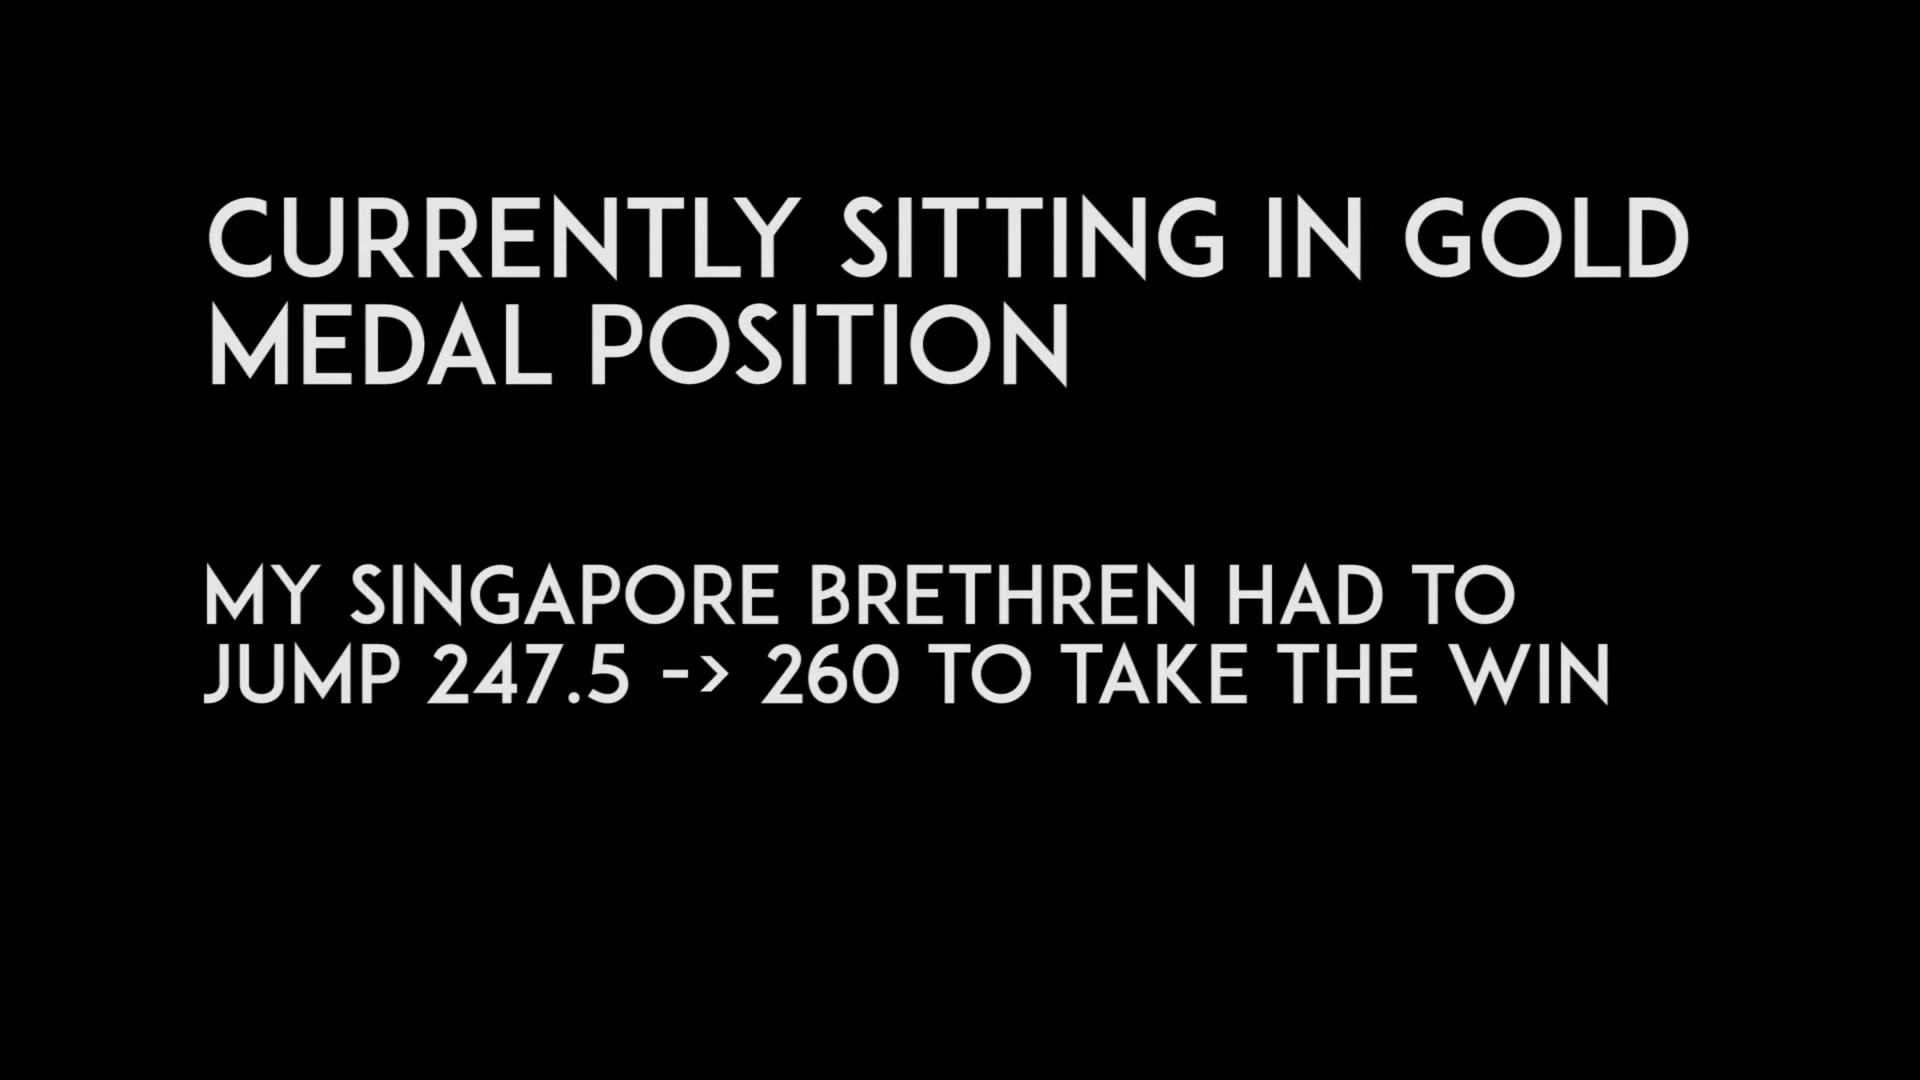 CURRENTLY SITTING IN GOLD
MEDAL POSITION
MY SINGAPORE BRETHREN HAD TO
JUMP 247.5 -> 260 TO TAKE THE WIN